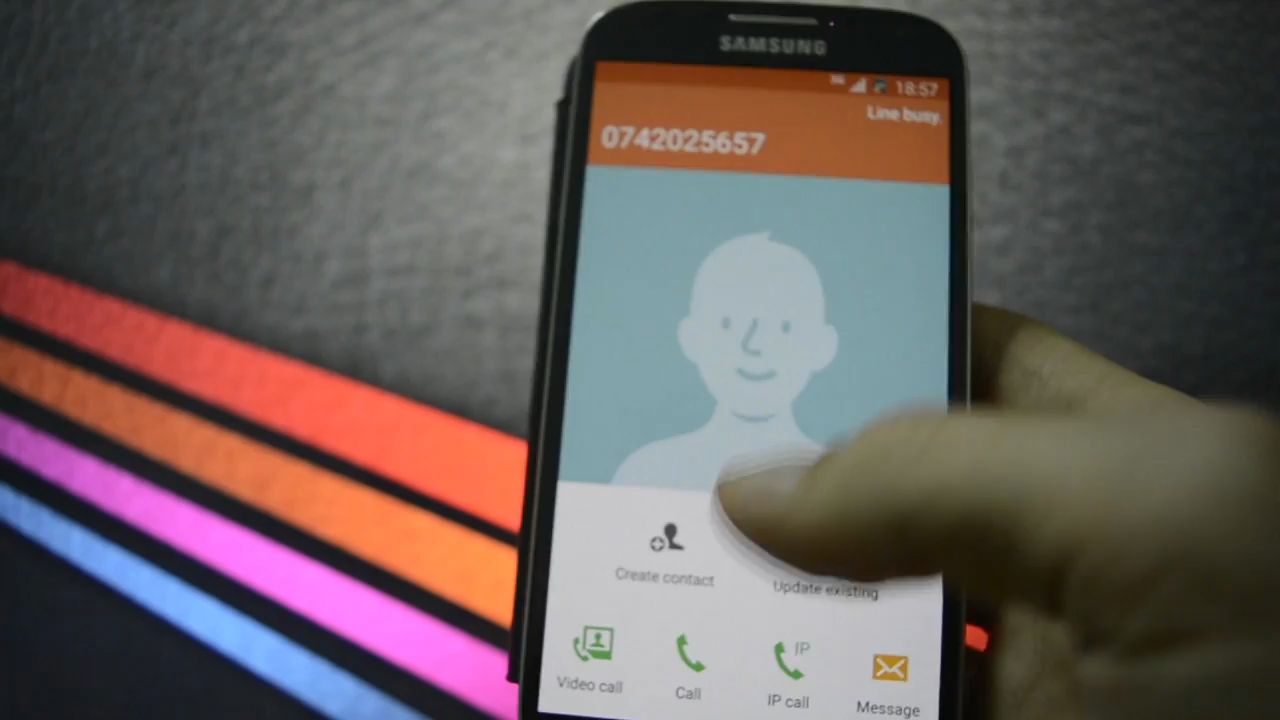 SAMSUNG
18:57
Line busy.
0742025657
Create contact
Update existing
Video call
Call
IP
IP call
Message